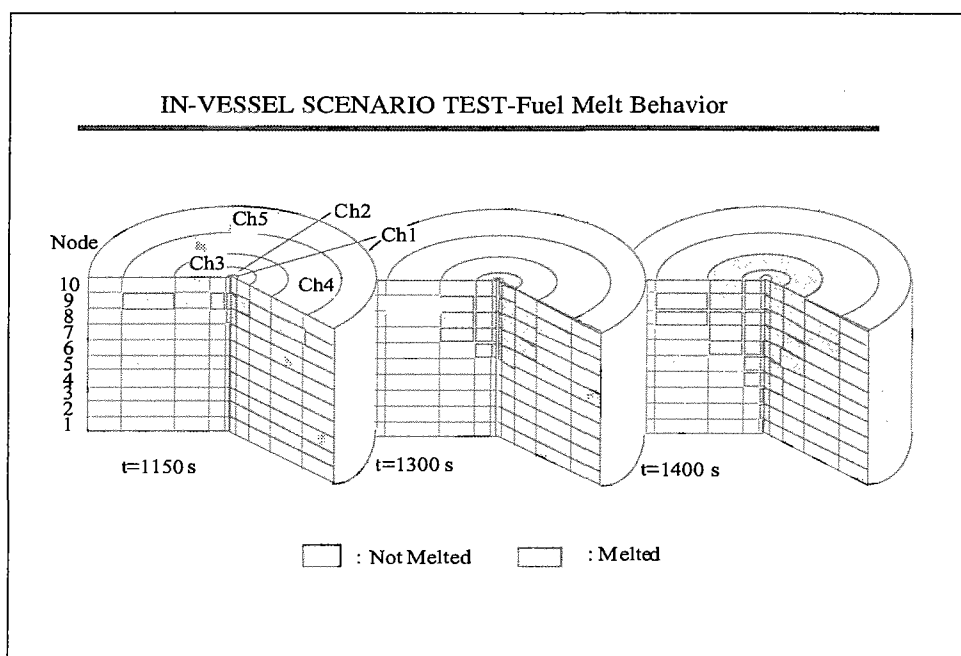 IN-VESSEL SCENARIO TEST-Fuel Melt Behavior
Ch5
Ch2
Ch1
Node
Ch3
Ch4
10
9
8
7
6
5
4
3
2
1
t=1150 s
t=1300 s
t=1400 s
: Not Melted
: Melted